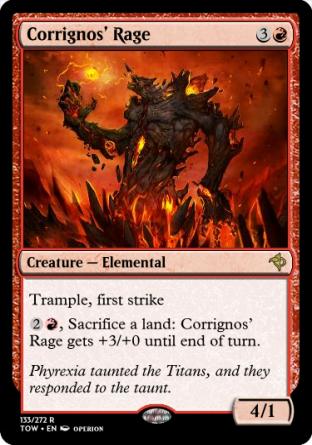 Corrignos' Rage 3
Creature — Elemental
Trample, first strike
2, Sacrifice a land: Corrignos'
Rage gets +3/+0 until end of turn.
Phyrexia taunted the Titans, and they
responded to the taunt.
4/1
133/272 R
TOW • EN OPERION